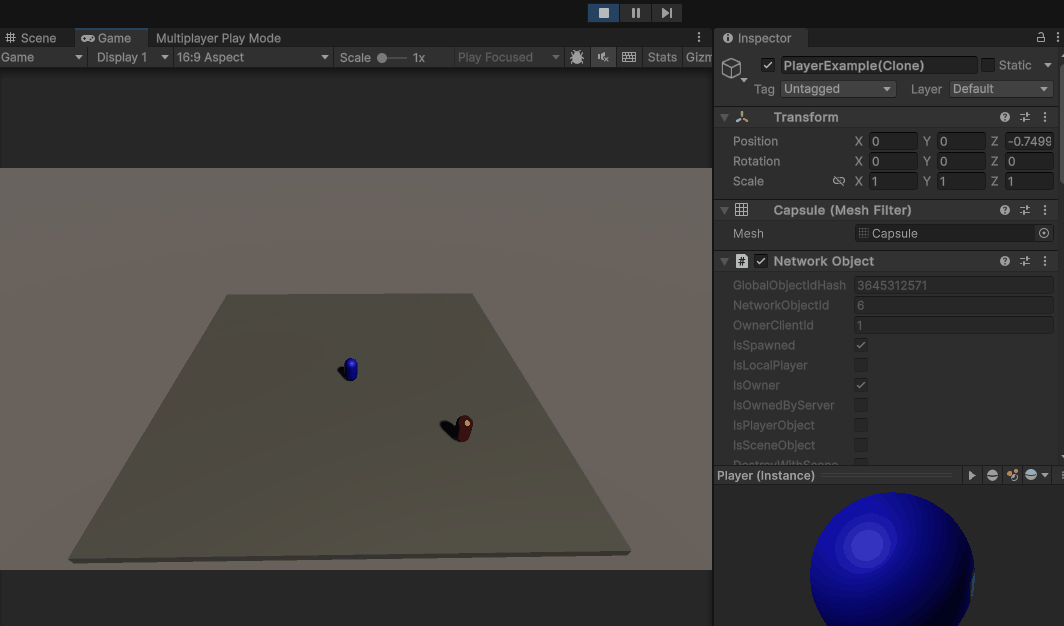 Scene Game Multiplayer Play Mode
Game Display 1 16:9 Aspect Scale 1x Play Focused Stats Gizm
Inspector
PlayerExample(Clone) Static
Tag Untagged Layer Default
Transform
Position X 0 Y 0 Z -0.7499
Rotation X 0 Y 0 Z 0
Scale X 1 Y 1 Z 1
Capsule (Mesh Filter)
Mesh Capsule
# Network Object
GlobalObjectIdHash 3645312571
NetworkObjectId 6
OwnerClientId 1
IsSpawned
IsLocalPlayer
IsOwner
IsOwnedByServer
IsPlayerObject
IsSceneObject
DestroyWithScene
Player (Instance)